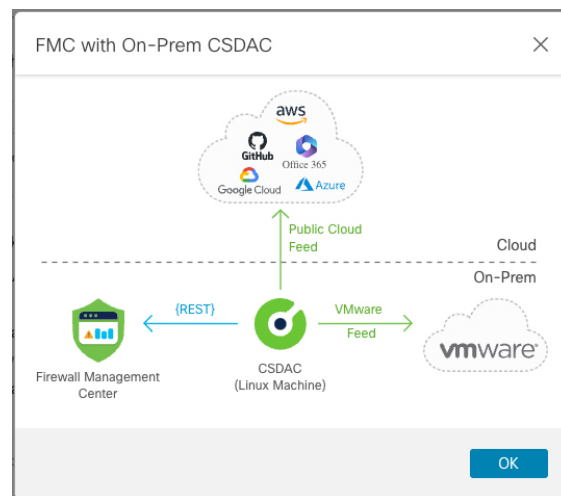 FMC with On-Prem CSDAC
aws
GitHub
Office 365
Google Cloud
Azure
Public Cloud
Feed
Cloud
On-Prem
{REST}
VMware
Feed
vmware®
Firewall Management
Center
CSDAC
(Linux Machine)
OK